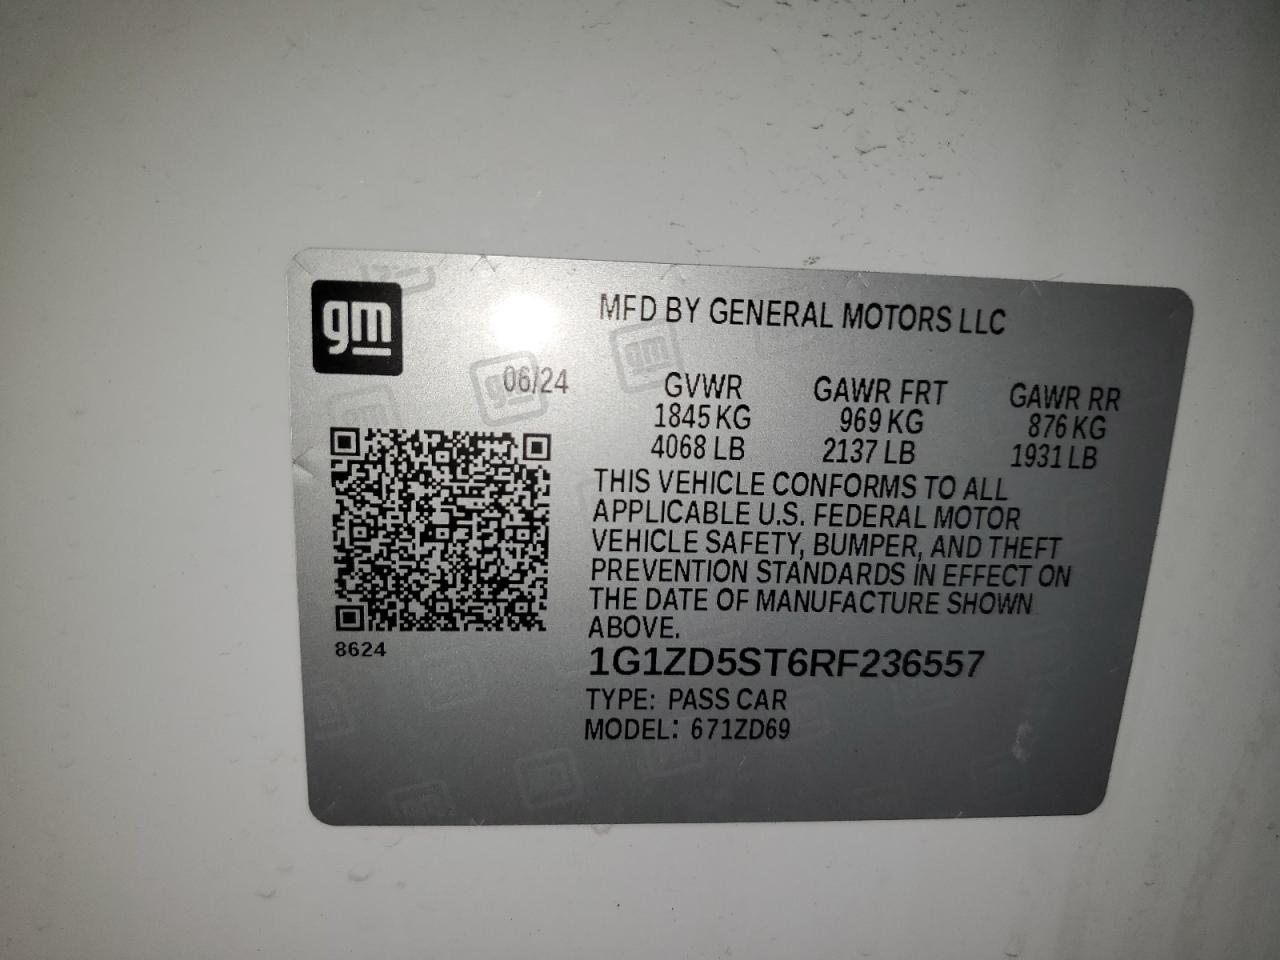 gm
MFD BY GENERAL MOTORS LLC
06/24
GVWR GAWR FRT GAWR RR
1845 KG 969 KG 876 KG
4068 LB 2137 LB 1931 LB
THIS VEHICLE CONFORMS TO ALL
APPLICABLE U.S. FEDERAL MOTOR
VEHICLE SAFETY, BUMPER, AND THEFT
PREVENTION STANDARDS IN EFFECT ON
THE DATE OF MANUFACTURE SHOWN
ABOVE.
8624
1G1ZD5ST6RF236557
TYPE: PASS CAR
MODEL: 671ZD69